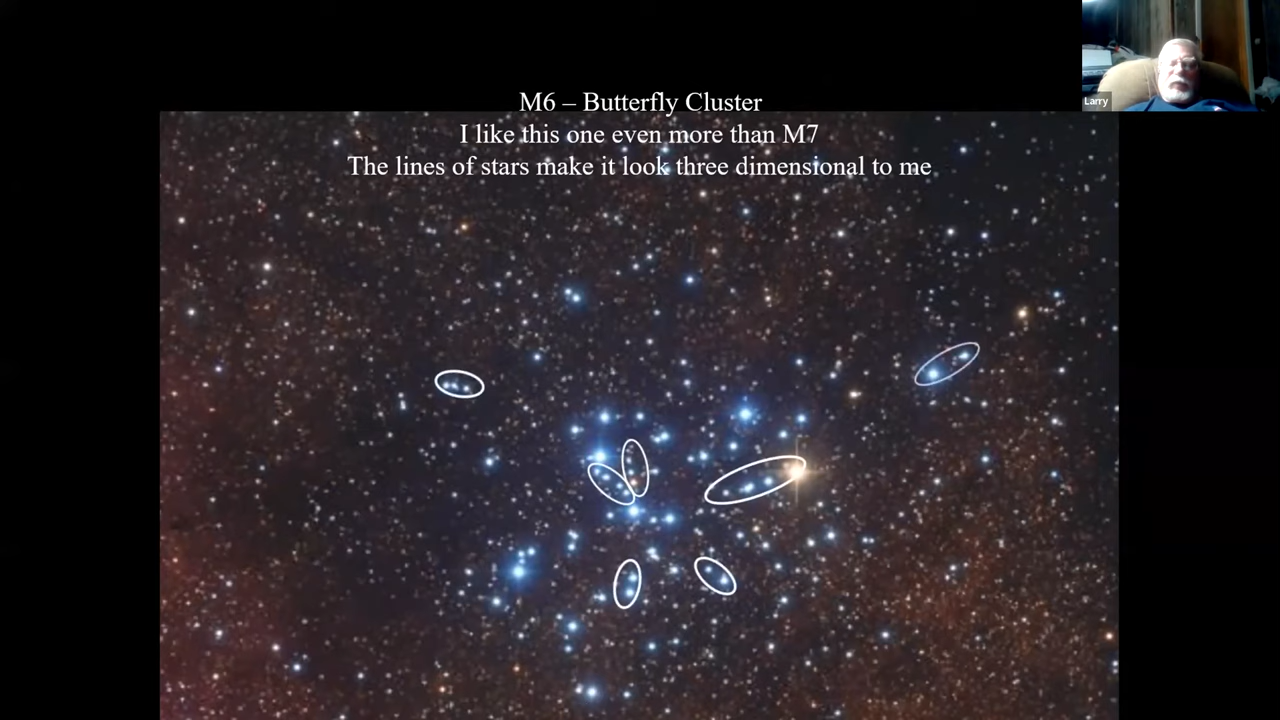 M6 – Butterfly Cluster
I like this one even more than M7
The lines of stars make it look three dimensional to me
Larry